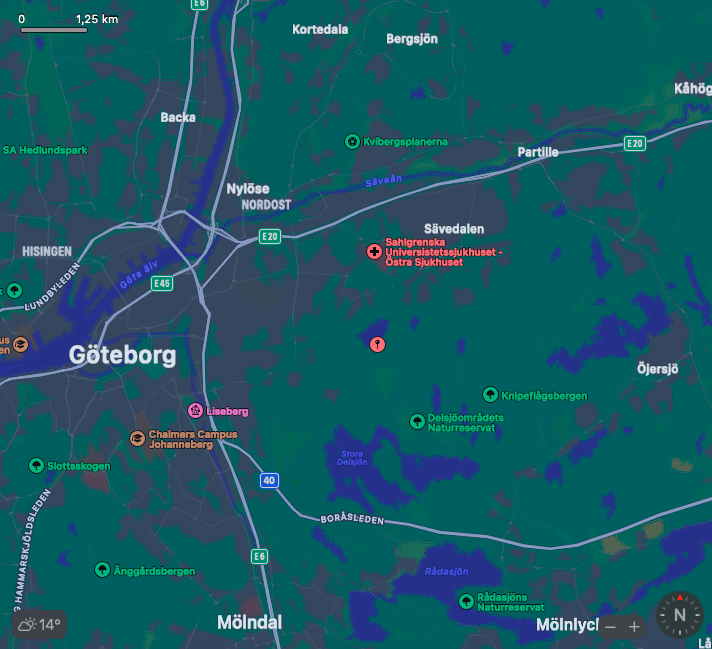 0 1,25 km
E6
Kortedala
Bergsjön
Kåhög
Backa
SA Hedlundspark
Kvibergsplanerna
E20
Partille
Säveån
Nylöse
NORDOST
Sävedalen
E20
HISINGEN
Sahlgrenska
Universitetssjukhuset -
Östra Sjukhuset
Göta älv
LUNDBYLEDEN
E45
Göteborg
Öjersjö
Knipeflågsbergen
Liseberg
Delsjöområdets
Naturreservat
Chalmers Campus
Johanneberg
Stora
Delsjön
Slottsskogen
40
HAMMARSKJÖLDSLEDEN
BORÅSLEDEN
E6
Änggårdsbergen
Rådasjön
Rådasjöns
Naturreservat
14°
Mölndal
Mölnlycl
N